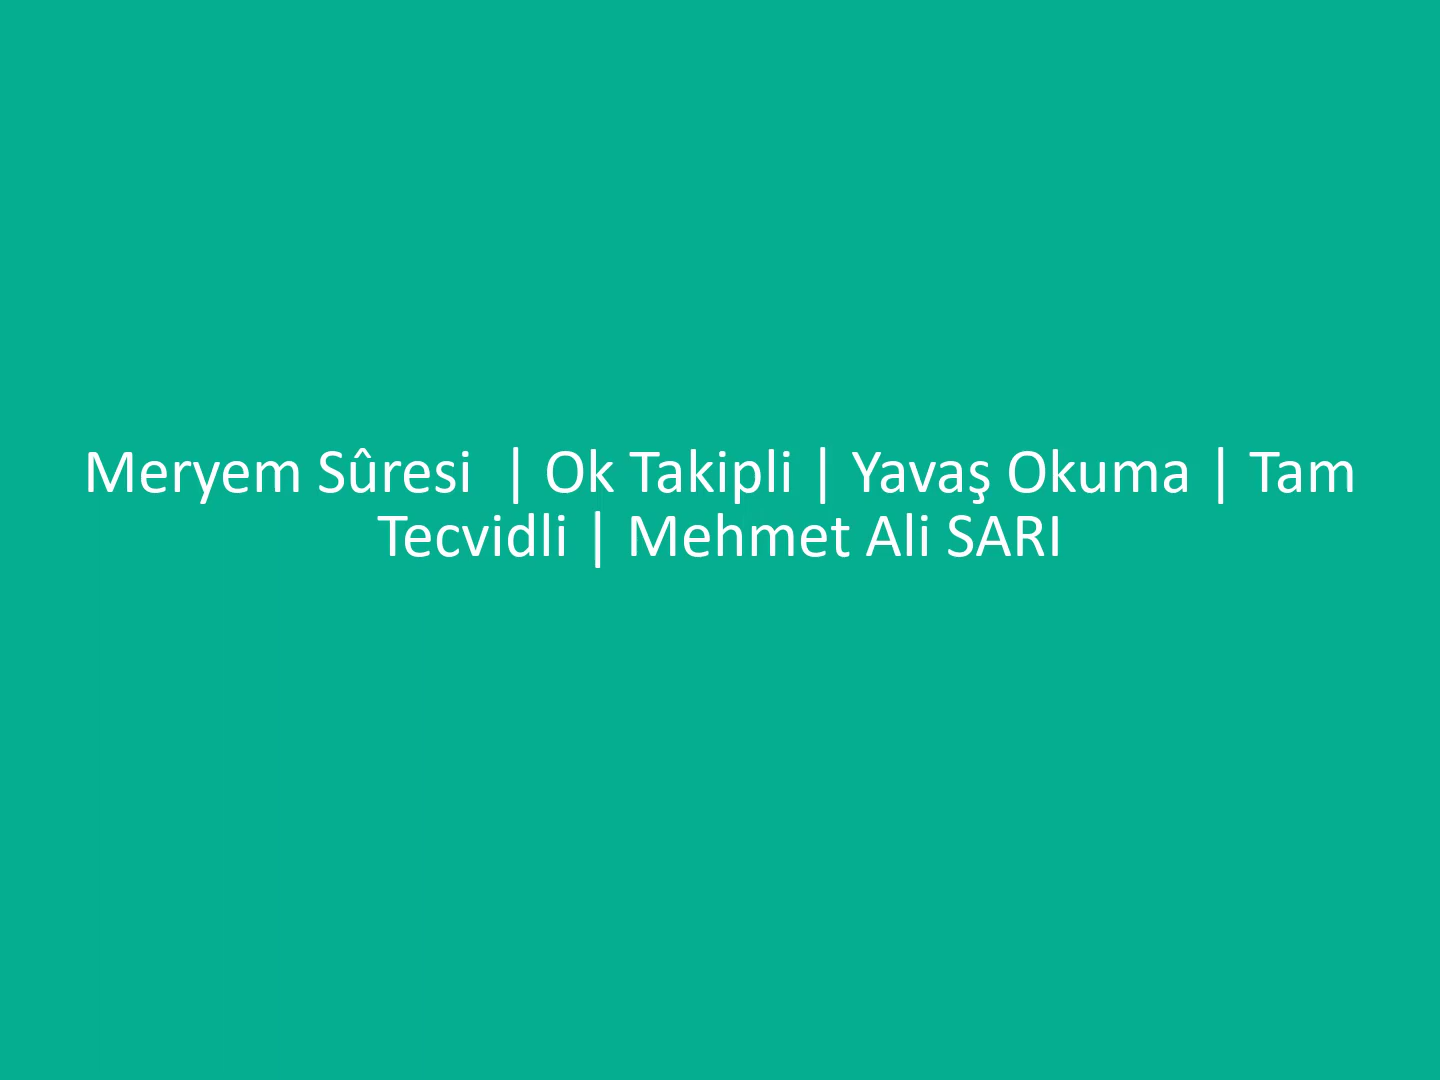 Meryem Sûresi  | Ok Takipli | Yavaş Okuma | Tam
Tecvidli | Mehmet Ali SARI